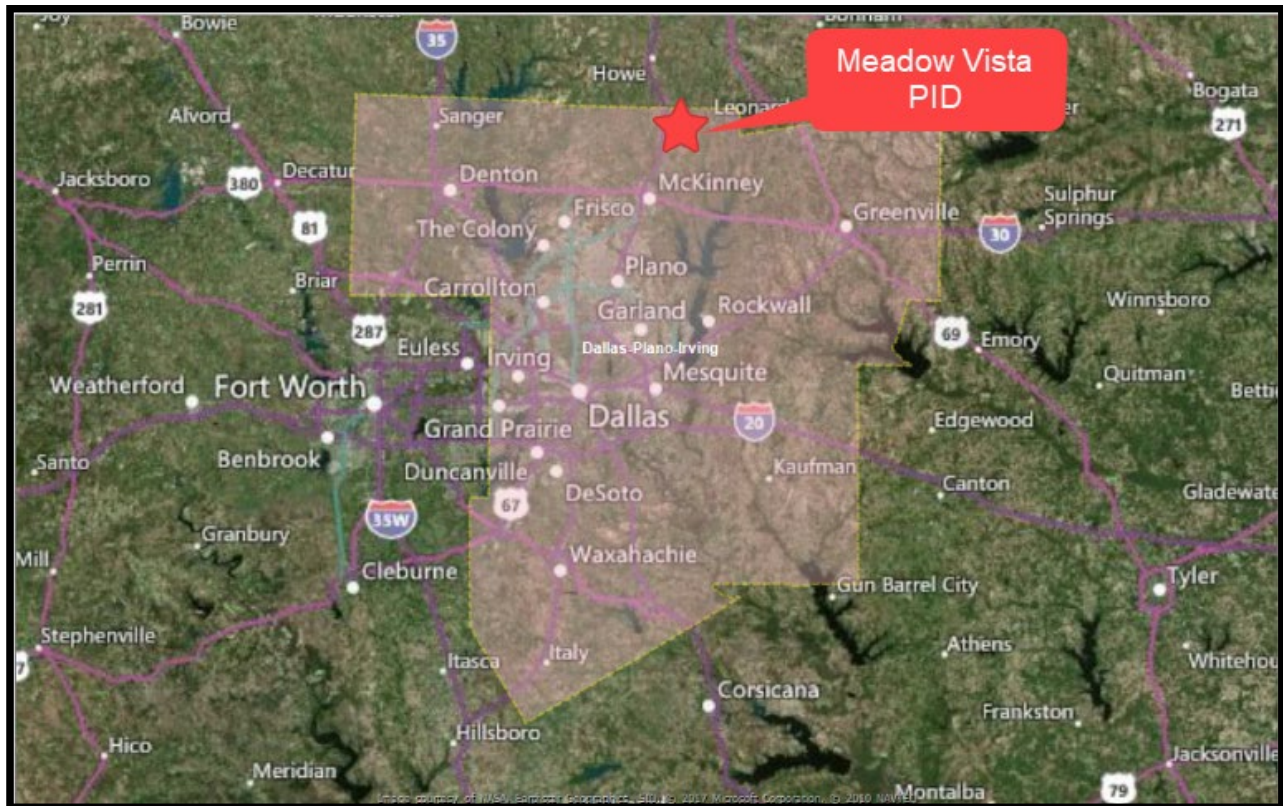 Bowie
35
Howe
Meadow Vista
PID
Bogata
Alvord
Sanger
Leonard
271
Jacksboro
380
Decatur
Denton
McKinney
Sulphur
Springs
Frisco
Greenville
81
The Colony
30
Perrin
Briar
Carrollton
Plano
281
287
Garland
Rockwall
Winnsboro
Euless
Irving
Dallas-Plano-Irving
69
Emory
Weatherford
Fort Worth
Mesquite
Quitman
Dallas
20
Edgewood
Grand Prairie
Santo
Benbrook
Duncanville
Kaufman
Canton
67
DeSoto
Gladewate
35W
Granbury
Waxahachie
Mill
Cleburne
Gun Barrel City
Tyler
Stephenville
Itasca
Italy
Athens
Whitehou
Corsicana
Frankston
Hillsboro
Hico
Jacksonville
Meridian
Montalba
79